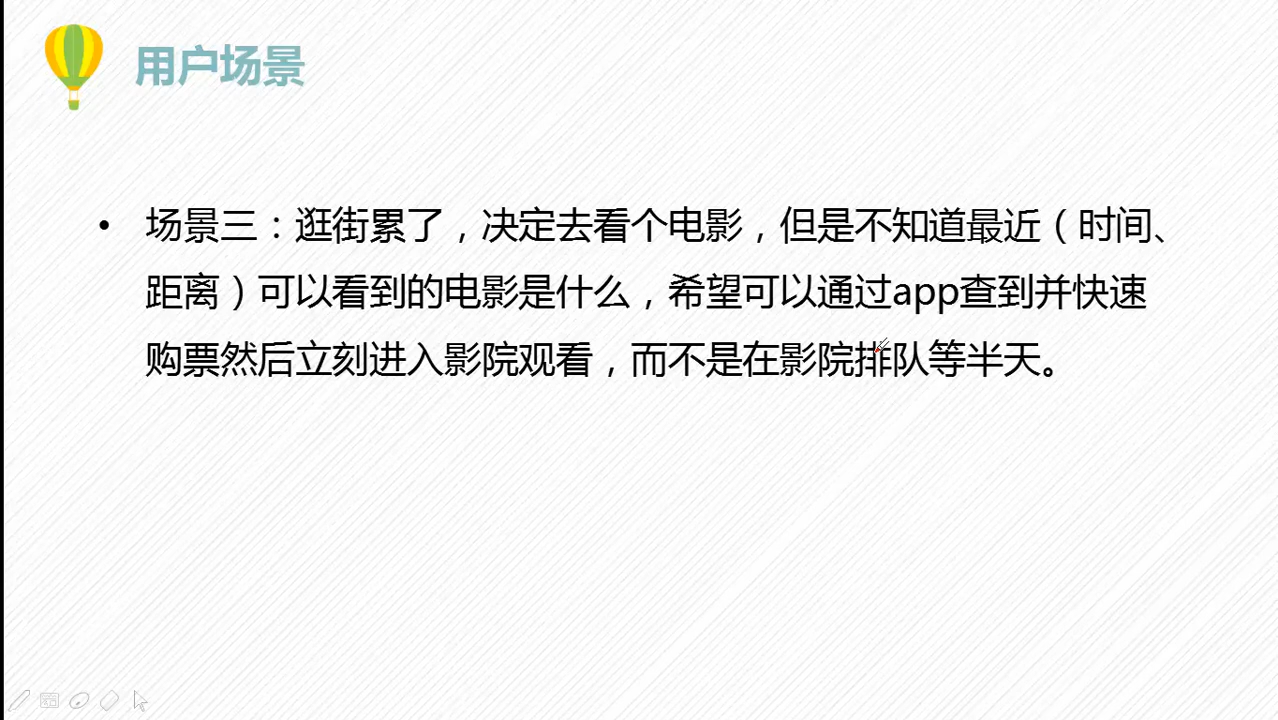 用户场景
• 场景三：逛街累了，决定去看个电影，但是不知道最近（时间、
距离）可以看到的电影是什么，希望可以通过app查到并快速
购票然后立刻进入影院观看，而不是在影院排队等半天。